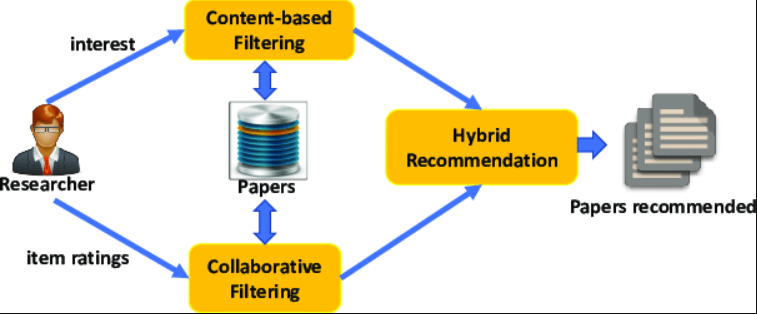 Content-based
Filtering
interest
Hybrid
Recommendation
Researcher
Papers
Papers recommended
item ratings
Collaborative
Filtering